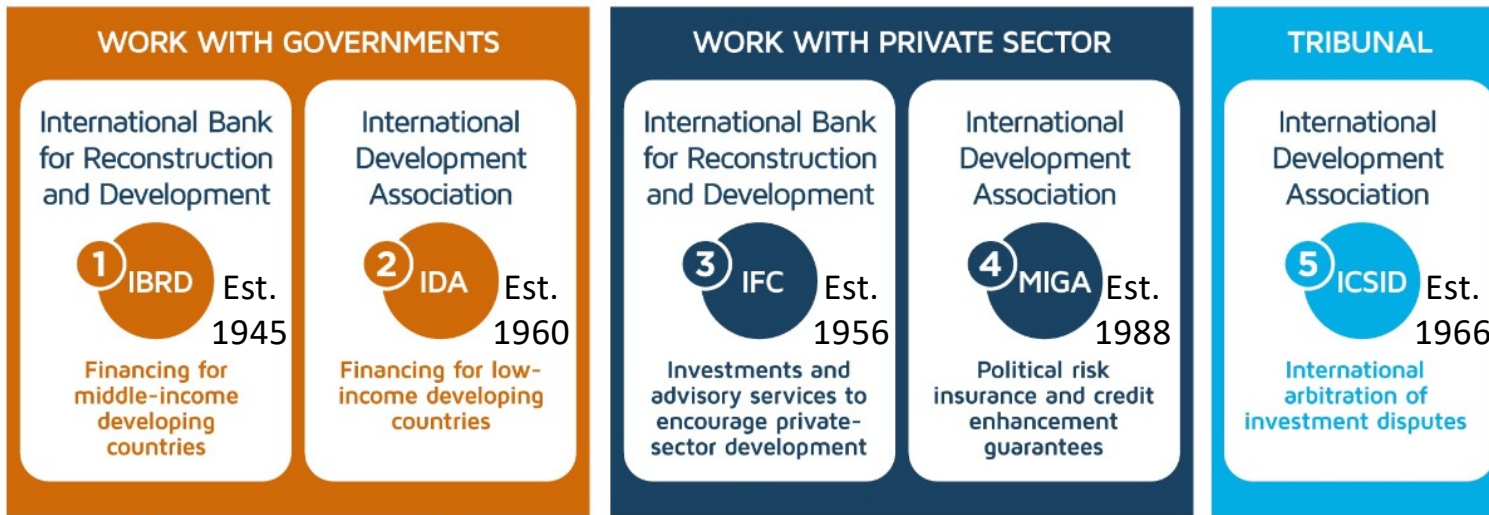 WORK WITH GOVERNMENTS
International Bank
for Reconstruction
and Development
1
IBRD
Est.
1945
Financing for
middle-income
developing
countries
International
Development
Association
2
IDA
Est.
1960
Financing for low-
income developing
countries
WORK WITH PRIVATE SECTOR
International Bank
for Reconstruction
and Development
3
IFC
Est.
1956
Investments and
advisory services to
encourage private-
sector development
International
Development
Association
4
MIGA
Est.
1988
Political risk
insurance and credit
enhancement
guarantees
TRIBUNAL
International
Development
Association
5
ICSID
Est.
1966
International
arbitration of
investment disputes